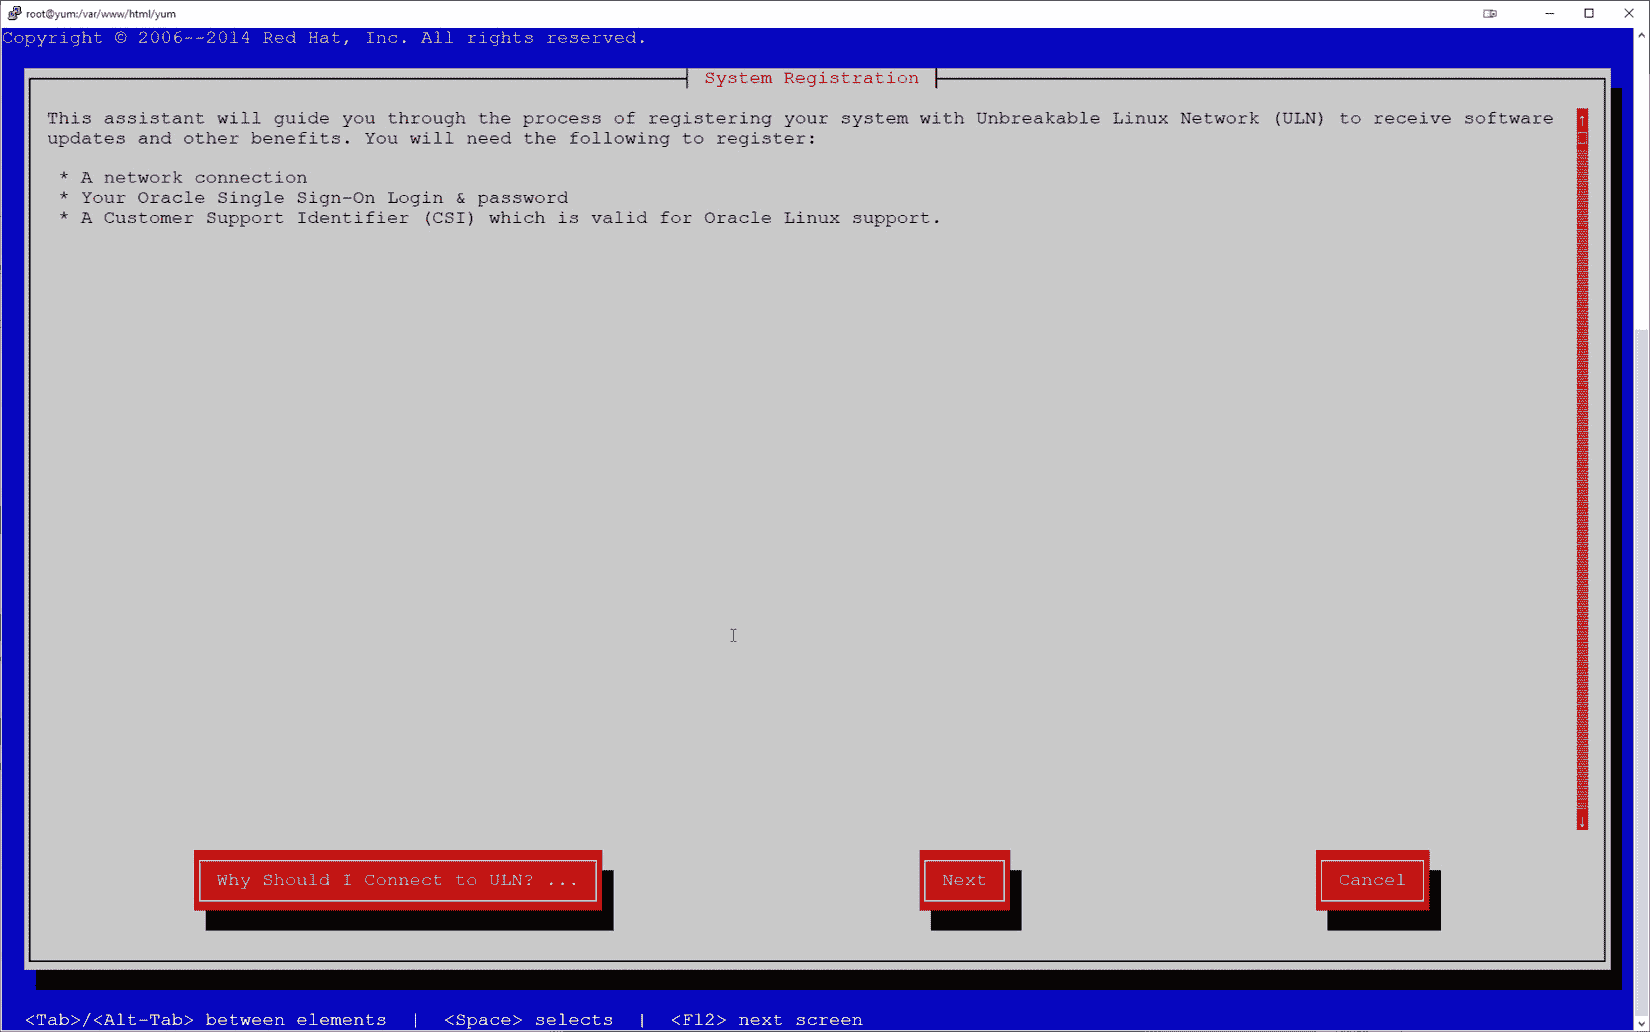 root@yum:/var/www/html/yum
Copyright © 2006--2014 Red Hat, Inc. All rights reserved.
System Registration
This assistant will guide you through the process of registering your system with Unbreakable Linux Network (ULN) to receive software
updates and other benefits. You will need the following to register:
* A network connection
* Your Oracle Single Sign-On Login & password
* A Customer Support Identifier (CSI) which is valid for Oracle Linux support.
Why Should I Connect to ULN? ...
Next
Cancel
<Tab>/<Alt-Tab> between elements | <Space> selects | <F12> next screen